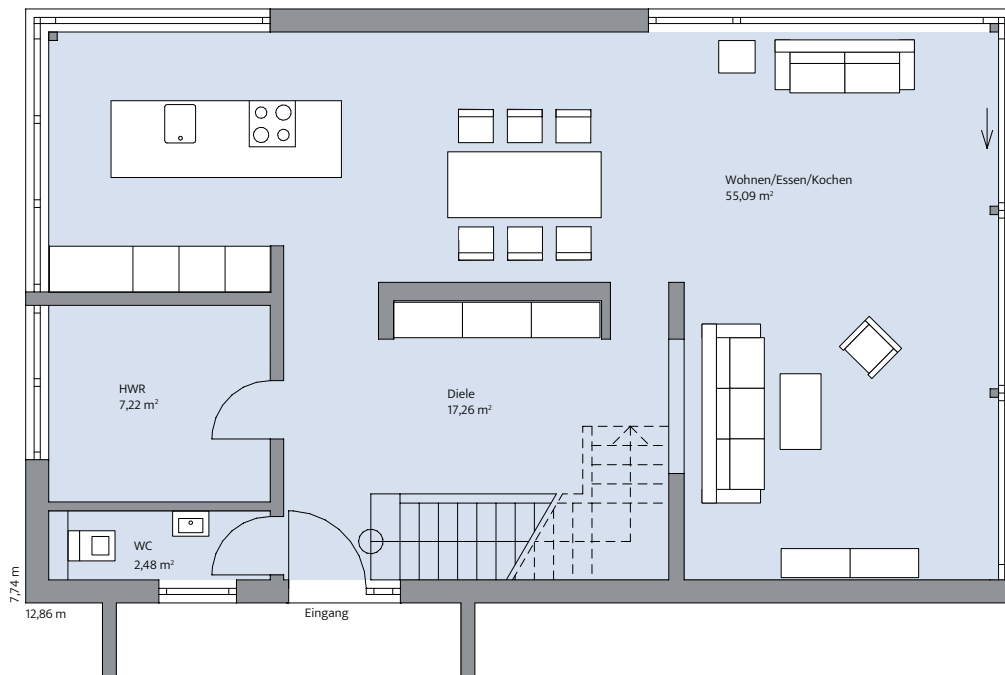 Wohnen/Essen/Kochen
55,09 m²
HWR
7,22 m²
Diele
17,26 m²
WC
2,48 m²
7,74 m
12,86 m
Eingang